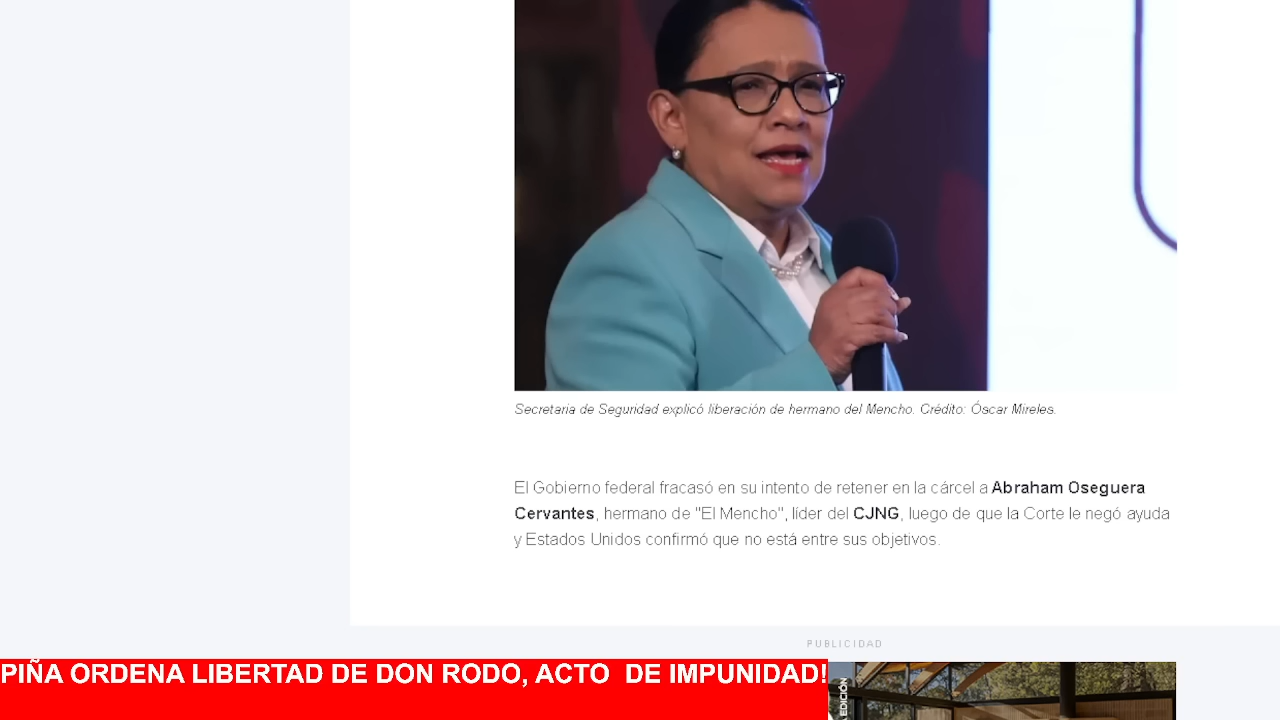 Secretaria de Seguridad explicó liberación de hermano del Mencho. Crédito: Óscar Mireles.
El Gobierno federal fracasó en su intento de retener en la cárcel a Abraham Oseguera
Cervantes, hermano de "El Mencho", líder del CJNG, luego de que la Corte le negó ayuda
y Estados Unidos confirmó que no está entre sus objetivos.
PUBLICIDAD
PIÑA ORDENA LIBERTAD DE DON RODO, ACTO  DE IMPUNIDAD!
A EDICIÓN